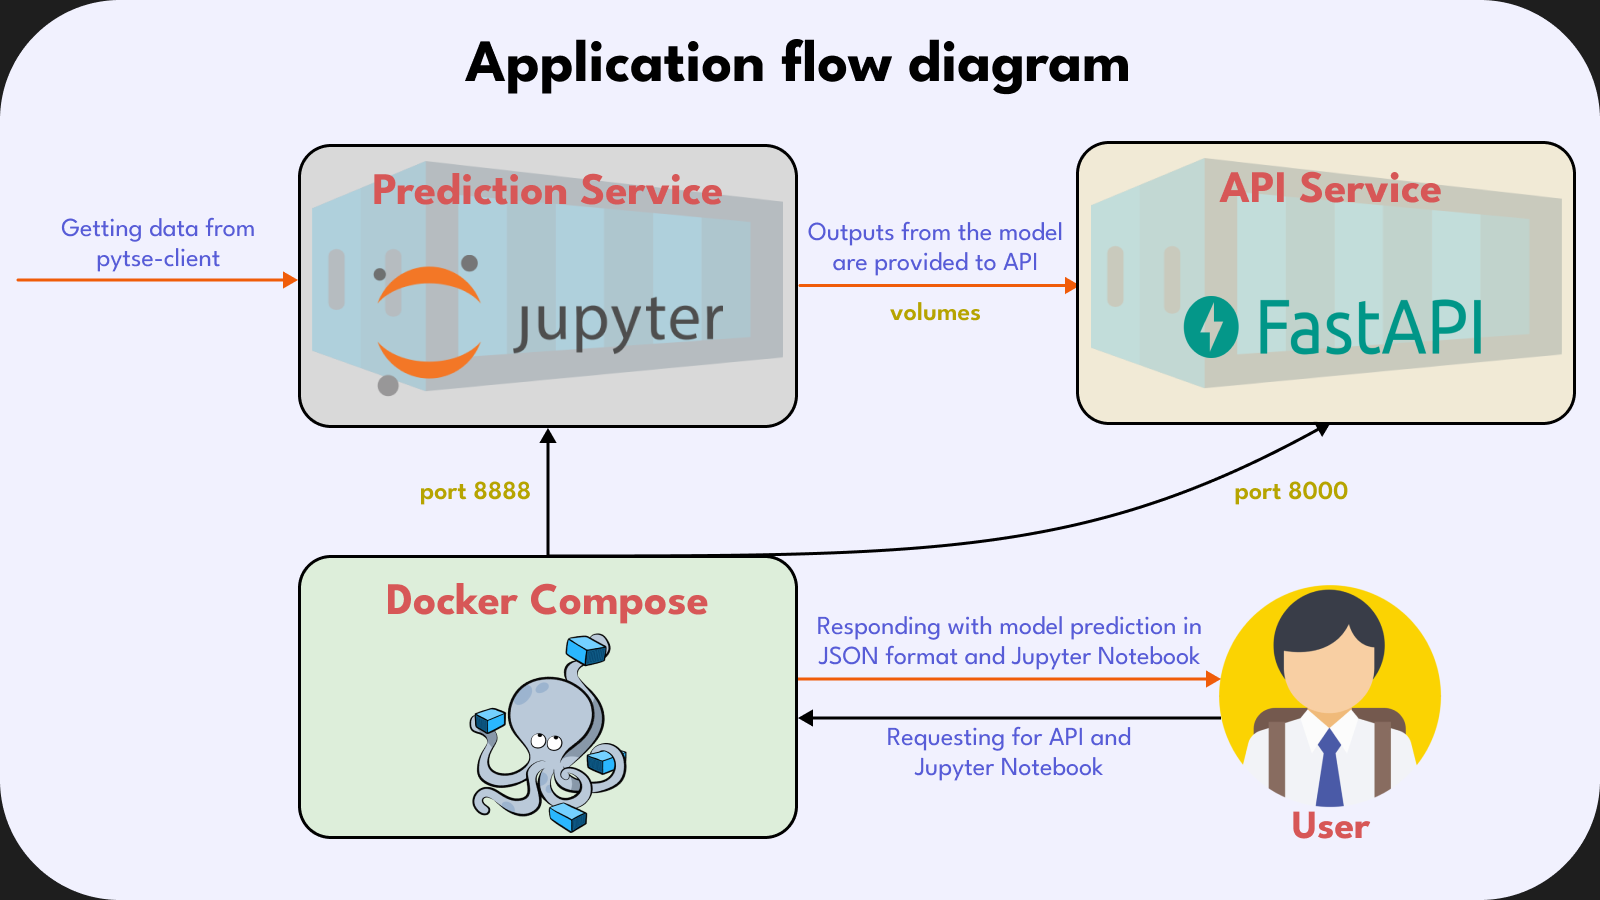 Application flow diagram
Prediction Service
API Service
Getting data from
pytse-client
Outputs from the model
are provided to API
volumes
jupyter
FastAPI
port 8888
port 8000
Docker Compose
Responding with model prediction in
JSON format and Jupyter Notebook
Requesting for API and
Jupyter Notebook
User